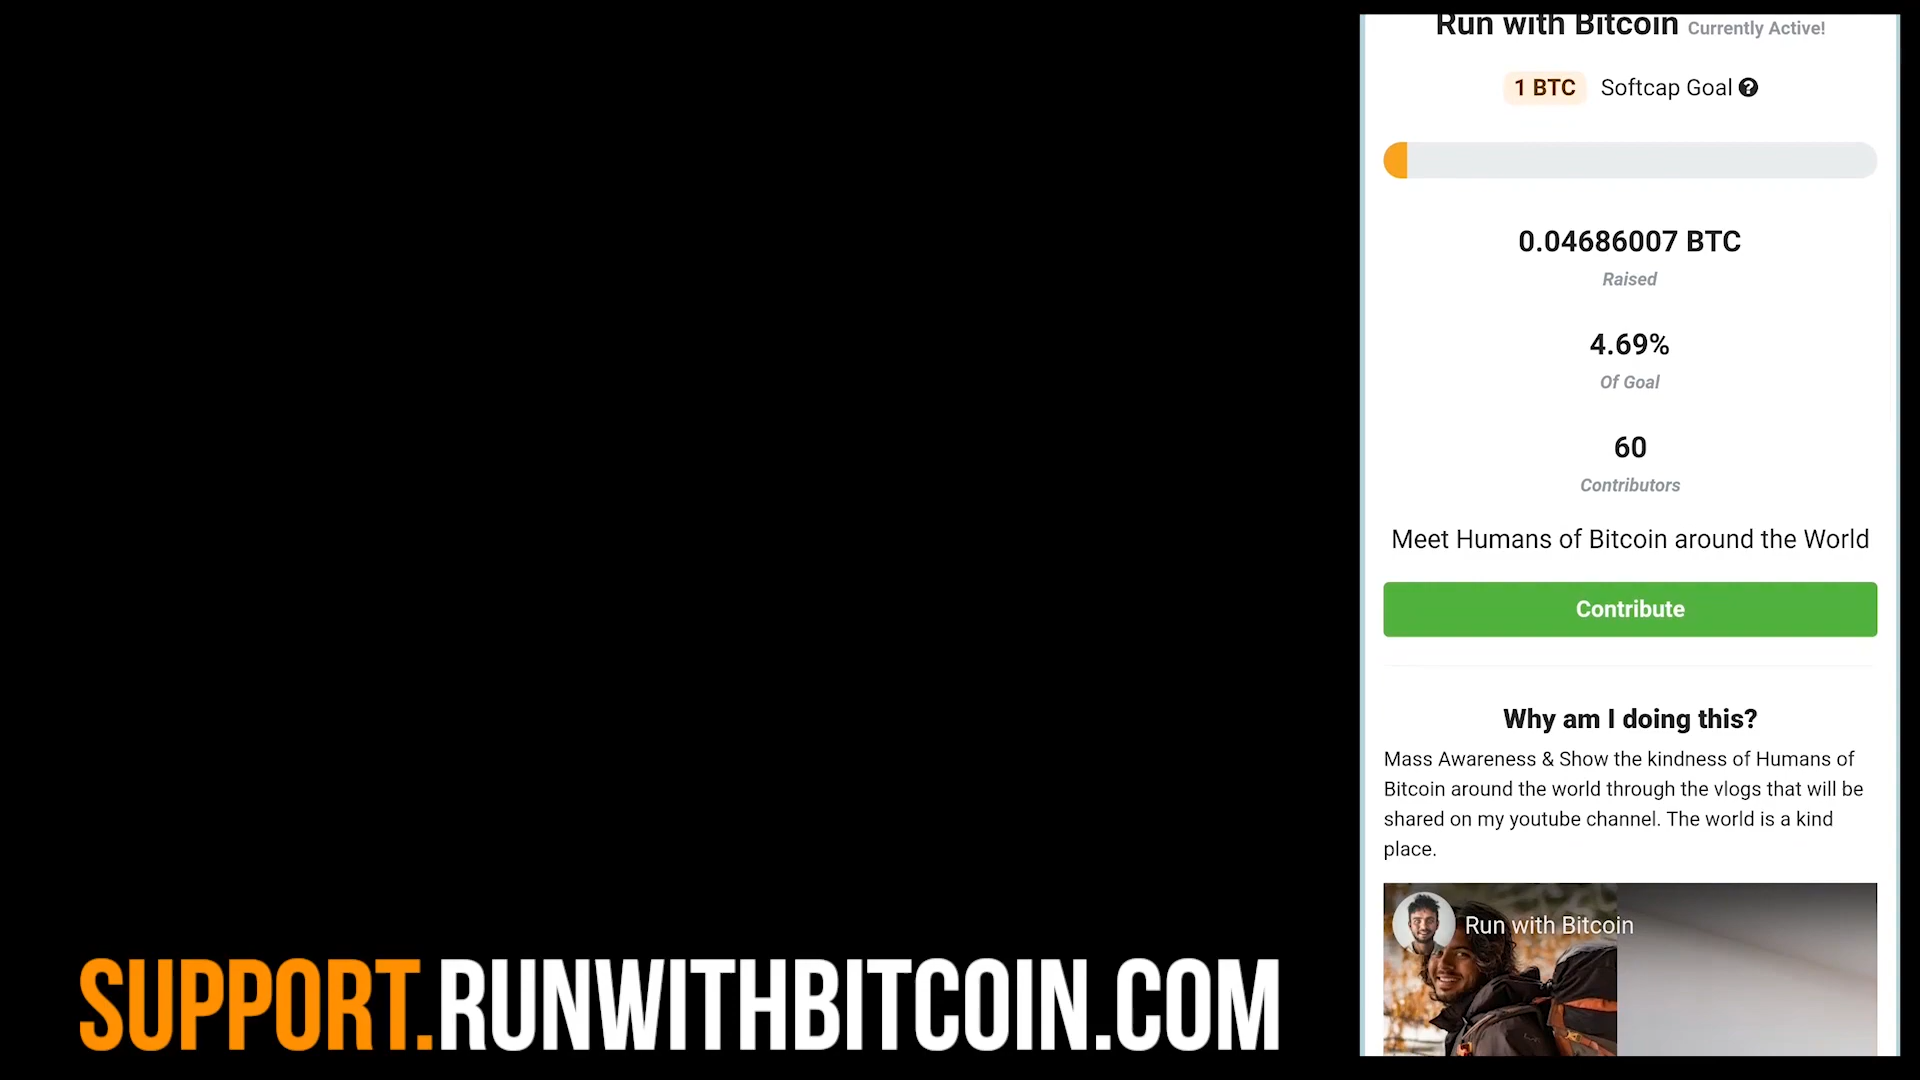 Run with Bitcoin Currently Active!
1 BTC Softcap Goal ?
0.04686007 BTC
Raised
4.69%
Of Goal
60
Contributors
Meet Humans of Bitcoin around the World
Contribute
Why am I doing this?
Mass Awareness & Show the kindness of Humans of
Bitcoin around the world through the vlogs that will be
shared on my youtube channel. The world is a kind
place.
Run with Bitcoin
SUPPORT.RUNWITHBITCOIN.COM